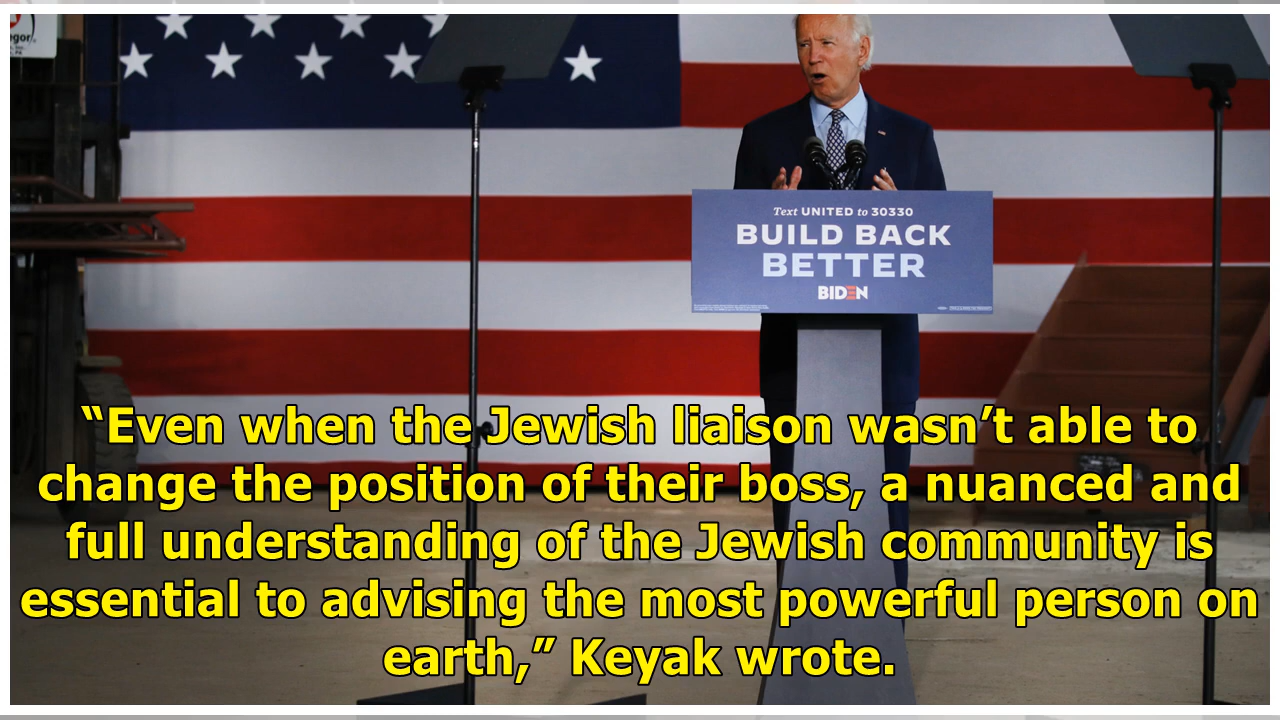 Text UNITED to 30330
BUILD BACK
BETTER
BIDEN
“Even when the Jewish liaison wasn’t able to
change the position of their boss, a nuanced and
full understanding of the Jewish community is
essential to advising the most powerful person on
earth,” Keyak wrote.